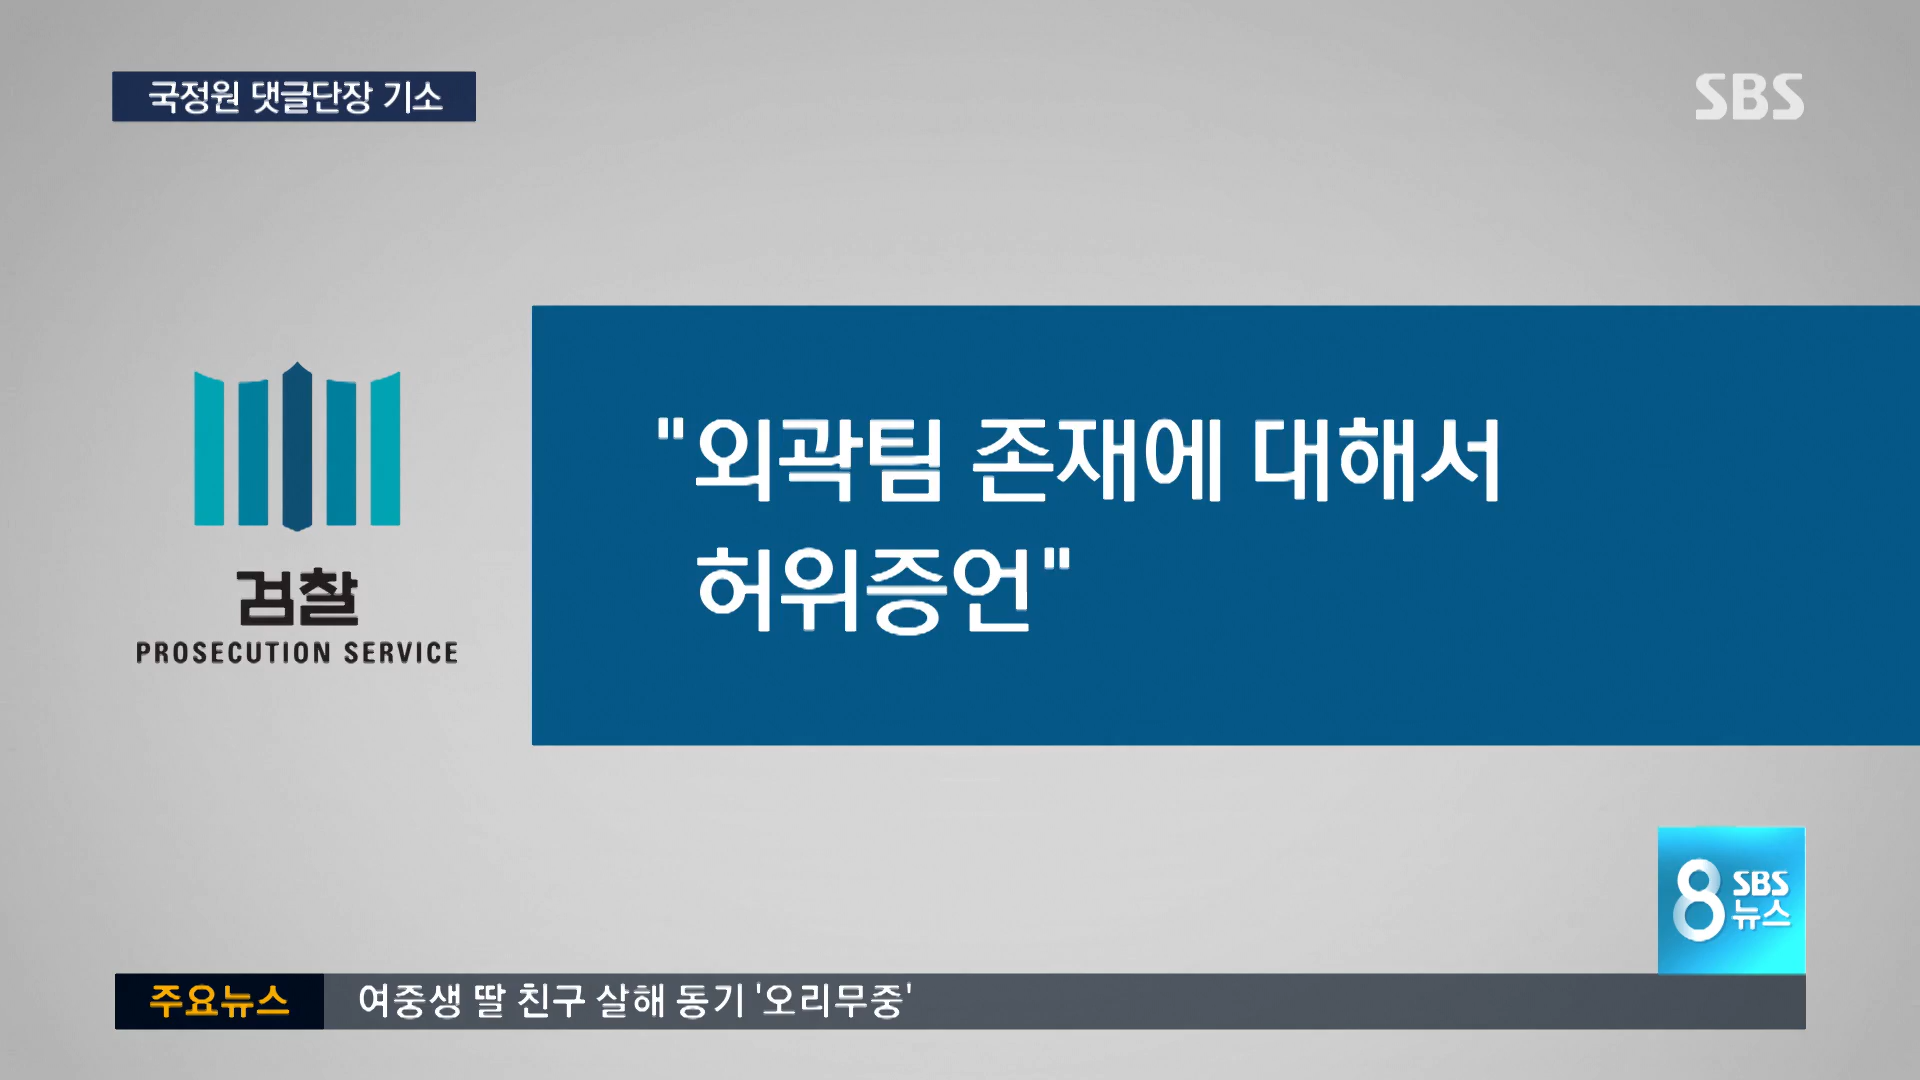 국정원 댓글단장 기소
SBS
"외곽팀 존재에 대해서
허위증언"
검찰
PROSECUTION SERVICE
8 SBS
뉴스
주요뉴스 여중생 딸 친구 살해 동기 '오리무중'